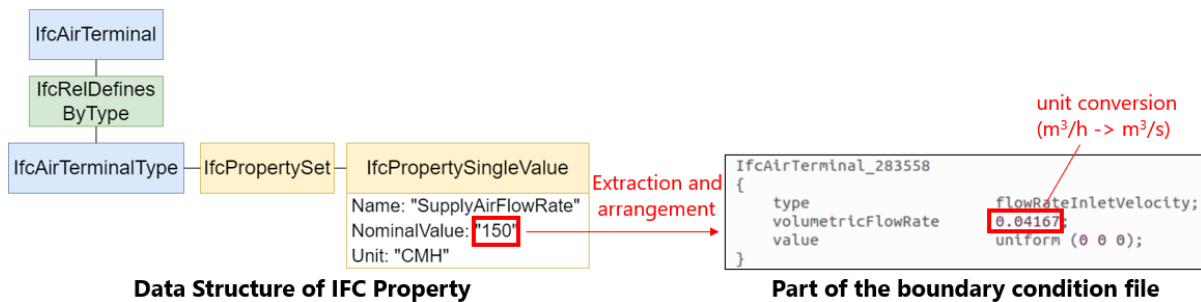 IfcAirTerminal
IfcRelDefines
ByType
IfcAirTerminalType
IfcPropertySet
IfcPropertySingleValue
Name: "SupplyAirFlowRate"
NominalValue: "150"
Unit: "CMH"
Data Structure of IFC Property
Extraction and
arrangement
unit conversion
(m³/h -> m³/s)
IfcAirTerminal_283558
{
type flowRateInletVelocity;
volumetricFlowRate 0.04167;
value uniform (0 0 0);
}
Part of the boundary condition file